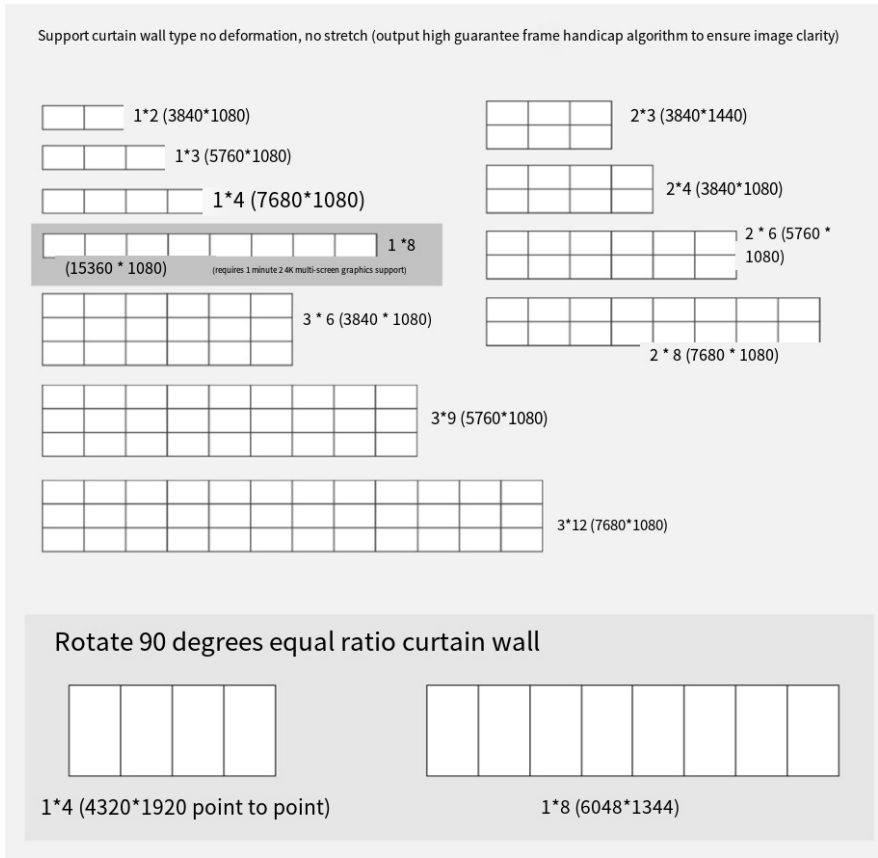 Support curtain wall type no deformation, no stretch (output high guarantee frame handicap algorithm to ensure image clarity)
1*2 (3840*1080)
1*3 (5760*1080)
1*4 (7680*1080)
1 *8
(15360 * 1080)
(requires 1 minute 2 4K multi-screen graphics support)
3 * 6 (3840 * 1080)
3*9 (5760*1080)
3*12 (7680*1080)
2*3 (3840*1440)
2*4 (3840*1080)
2 * 6 (5760 *
1080)
2 * 8 (7680 * 1080)
Rotate 90 degrees equal ratio curtain wall
1*4 (4320*1920 point to point)
1*8 (6048*1344)